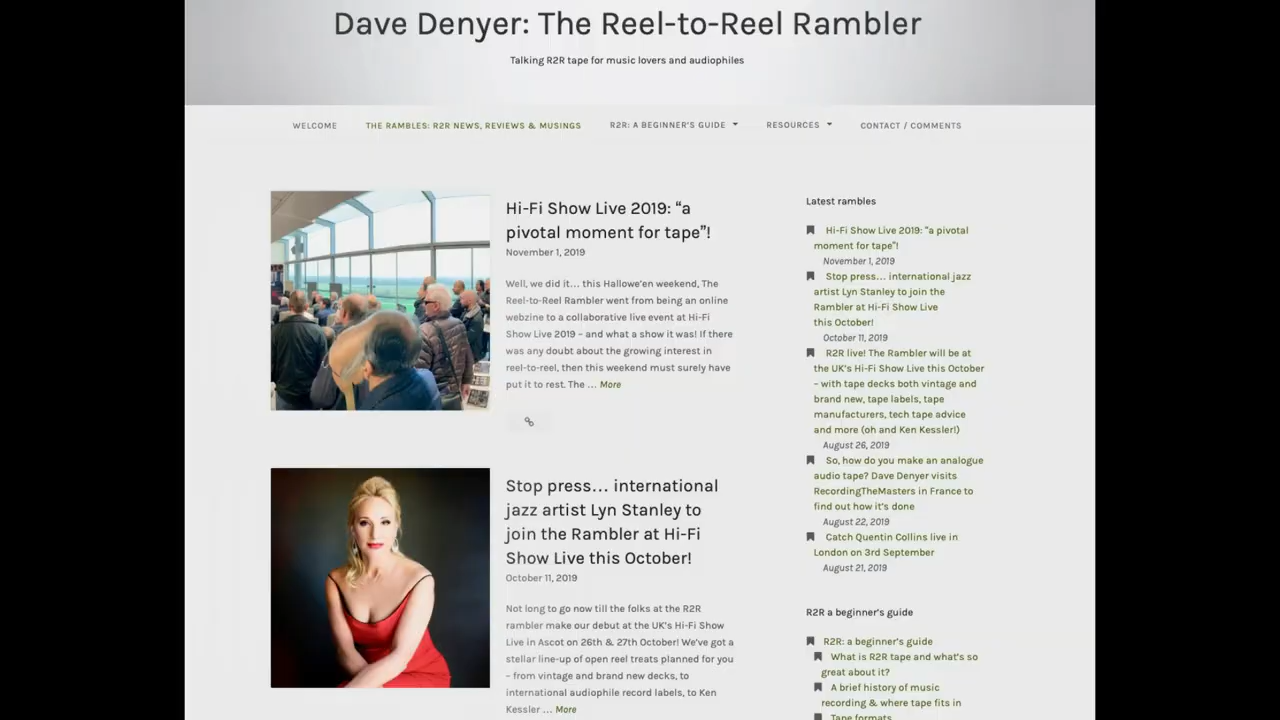 Dave Denyer: The Reel-to-Reel Rambler
Talking R2R tape for music lovers and audiophiles
WELCOME
THE RAMBLES: R2R NEWS, REVIEWS & MUSINGS
R2R: A BEGINNER'S GUIDE
RESOURCES
CONTACT / COMMENTS
Hi-Fi Show Live 2019: “a
pivotal moment for tape”!
November 1, 2019
Well, we did it… this Hallowe'en weekend, The
Reel-to-Reel Rambler went from being an online
webzine to a collaborative live event at Hi-Fi
Show Live 2019 – and what a show it was! If there
was any doubt about the growing interest in
reel-to-reel, then this weekend must surely have
put it to rest. The … More
Stop press… international
jazz artist Lyn Stanley to
join the Rambler at Hi-Fi
Show Live this October!
October 11, 2019
Not long to go now till the folks at the R2R
rambler make our debut at the UK's Hi-Fi Show
Live in Ascot on 26th & 27th October! We've got a
stellar line-up of open reel treats planned for you
– from vintage and brand new decks, to
international audiophile record labels, to Ken
Kessler … More
Latest rambles
Hi-Fi Show Live 2019: “a pivotal
moment for tape”!
November 1, 2019
Stop press… international jazz
artist Lyn Stanley to join the
Rambler at Hi-Fi Show Live
this October!
October 11, 2019
R2R live! The Rambler will be at
the UK's Hi-Fi Show Live this October
– with tape decks both vintage and
brand new, tape labels, tape
manufacturers, tech tape advice
and more (oh and Ken Kessler!)
August 26, 2019
So, how do you make an analogue
audio tape? Dave Denyer visits
RecordingTheMasters in France to
find out how it's done
August 22, 2019
Catch Quentin Collins live in
London on 3rd September
August 21, 2019
R2R a beginner's guide
R2R: a beginner's guide
What is R2R tape and what's so
great about it?
A brief history of music
recording & where tape fits in
Tape formats